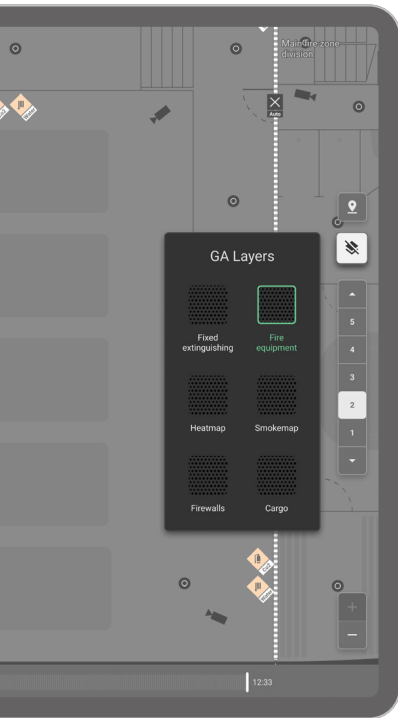 Main fire zone
division
Auto
GA Layers
Fixed
extinguishing
Fire
equipment
Heatmap
Smokemap
Firewalls
Cargo
5
4
3
2
1
CO2
12:33